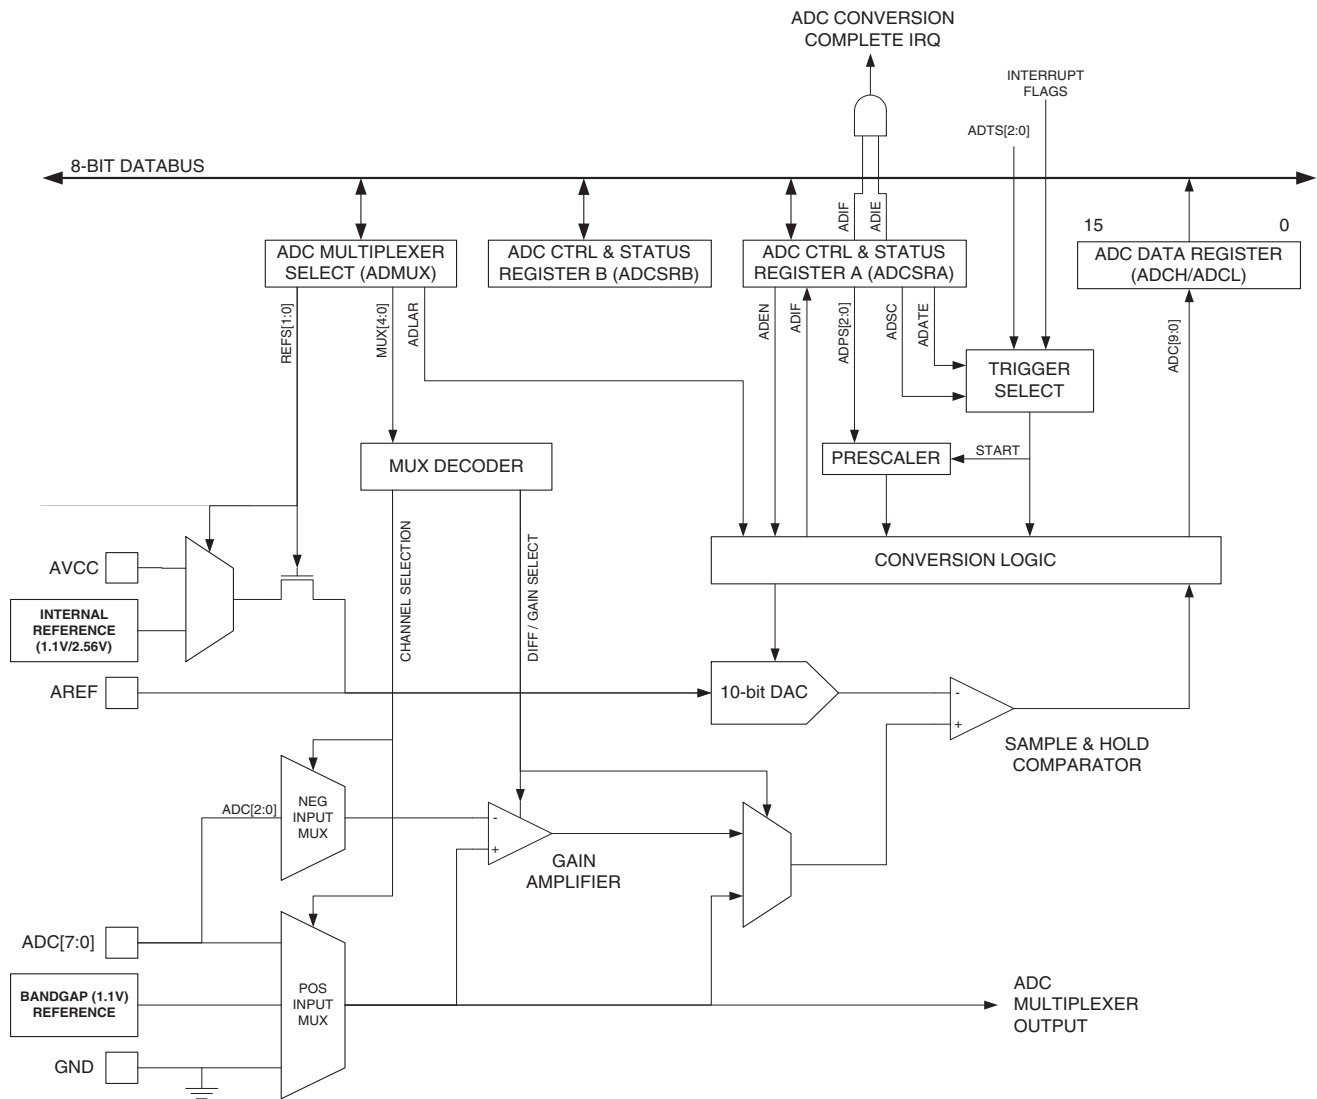 ADC CONVERSION
COMPLETE IRQ
INTERRUPT
FLAGS
ADTS[2:0]
8-BIT DATABUS
ADIF
ADIE
15
0
ADC MULTIPLEXER
SELECT (ADMUX)
ADC CTRL & STATUS
REGISTER B (ADCSRB)
ADC CTRL & STATUS
REGISTER A (ADCSRA)
ADC DATA REGISTER
(ADCH/ADCL)
REFS[1:0]
MUX[4:0]
ADLAR
ADEN
ADIF
ADPS[2:0]
ADSC
ADATE
ADC[9:0]
TRIGGER
SELECT
MUX DECODER
PRESCALER
START
CHANNEL SELECTION
DIFF / GAIN SELECT
CONVERSION LOGIC
AVCC
INTERNAL
REFERENCE
(1.1V/2.56V)
AREF
10-bit DAC
-
+
SAMPLE & HOLD
COMPARATOR
ADC[2:0]
NEG
INPUT
MUX
-
+
GAIN
AMPLIFIER
ADC[7:0]
BANDGAP (1.1V)
REFERENCE
POS
INPUT
MUX
ADC
MULTIPLEXER
OUTPUT
GND